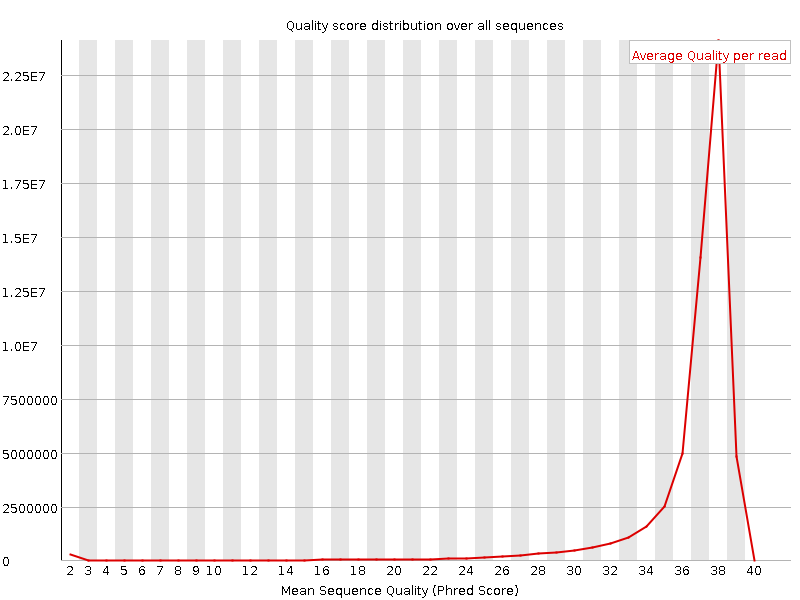 Quality score distribution over all sequences
Average Quality per read
2.25E7
2.0E7
1.75E7
1.5E7
1.25E7
1.0E7
7500000
5000000
2500000
0
2 3 4 5 6 7 8 9 10 12 14 16 18 20 22 24 26 28 30 32 34 36 38 40
Mean Sequence Quality (Phred Score)